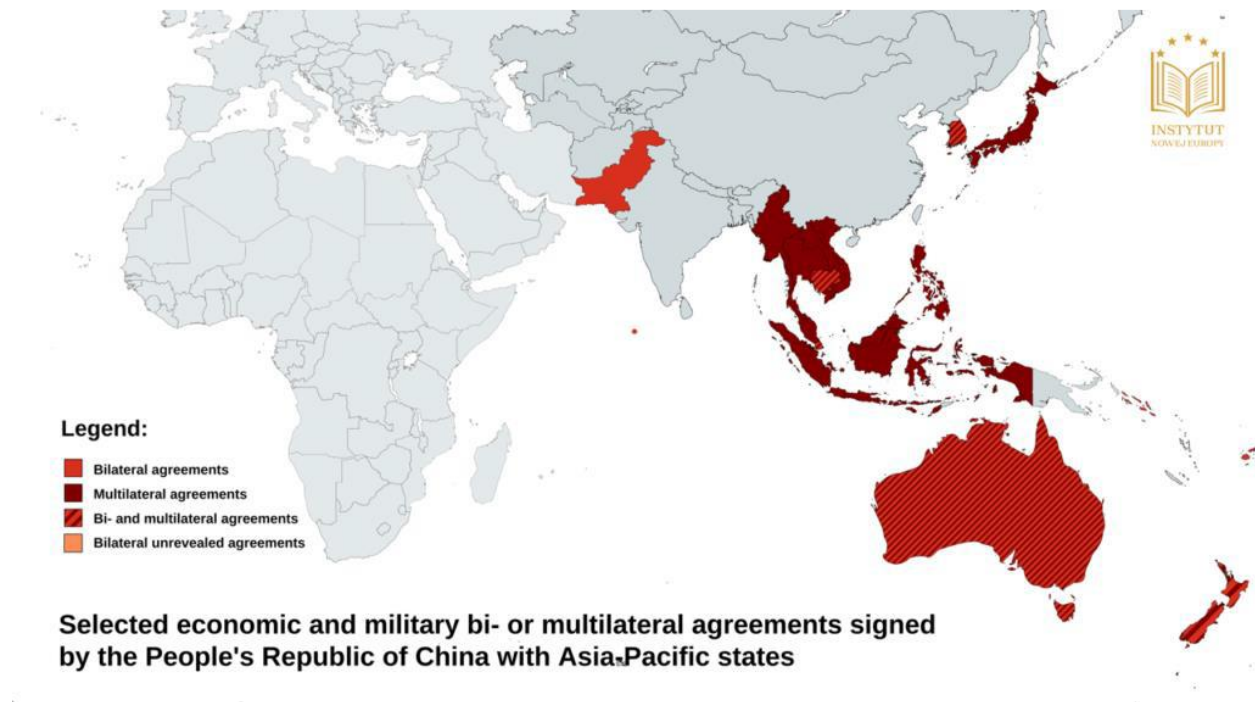 INSTYTUT
NOWEJ EUROPY
Legend:
Bilateral agreements
Multilateral agreements
Bi- and multilateral agreements
Bilateral unrevealed agreements
Selected economic and military bi- or multilateral agreements signed
by the People's Republic of China with Asia-Pacific states